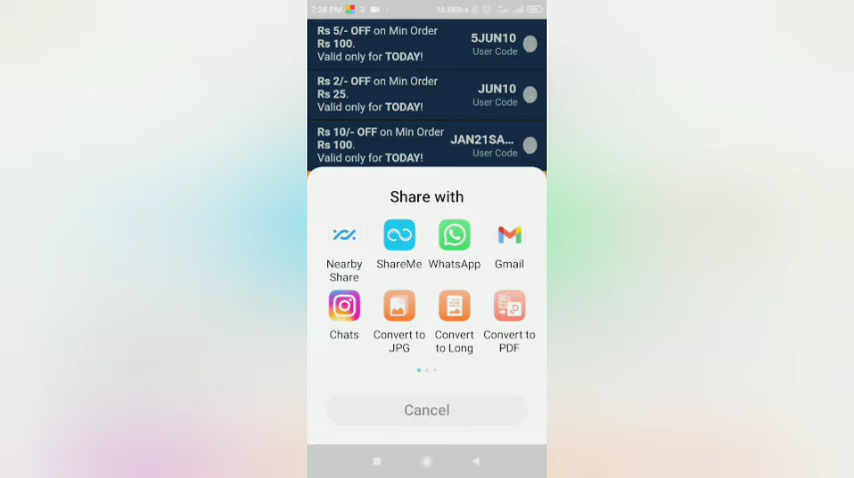 7:28 PM
16.5KB/s
Rs 5/- OFF on Min Order
Rs 100.
Valid only for TODAY!
5JUN10
User Code
Rs 2/- OFF on Min Order
Rs 25.
Valid only for TODAY!
JUN10
User Code
Rs 10/- OFF on Min Order
Rs 100.
Valid only for TODAY!
JAN21SA...
User Code
Share with
Nearby
Share
ShareMe
WhatsApp
Gmail
Chats
Convert to
JPG
Convert
to Long
Convert to
PDF
Cancel